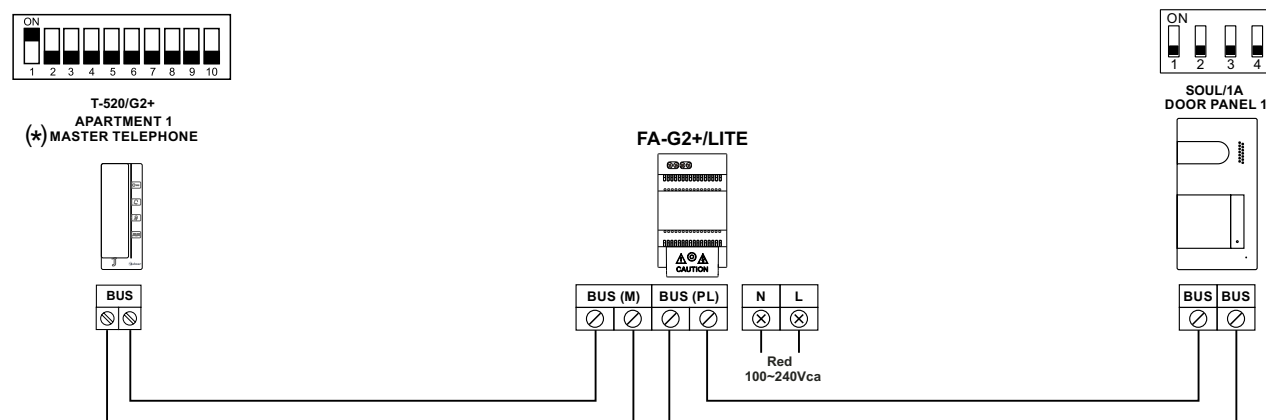 ON
1 2 3 4 5 6 7 8 9 10
T-520/G2+
APARTMENT 1
(*) MASTER TELEPHONE
BUS
FA-G2+/LITE
CAUTION
BUS (M) BUS (PL) N L
Red
100~240Vca
ON
1 2 3 4
SOUL/1A
DOOR PANEL 1
BUS BUS